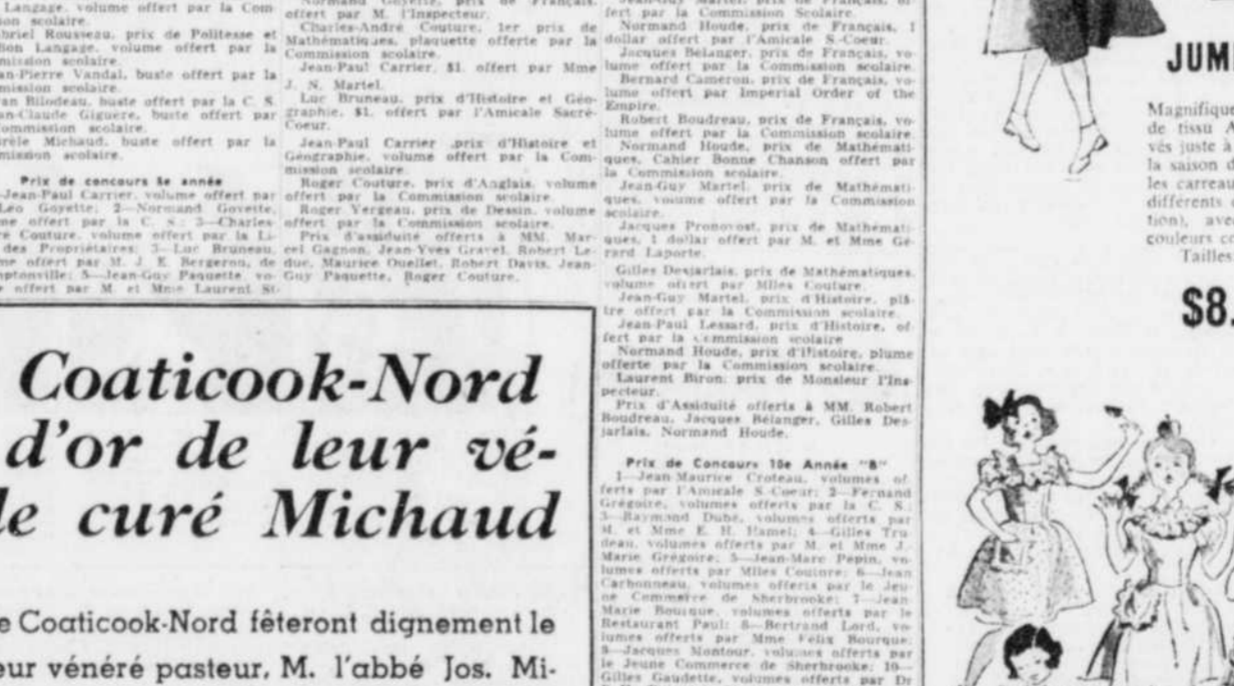 Langage, volume offert par la Com-
sion scolaire.
briel Rousseau, prix de Politesse et
Bon Langage, volume offert par la
mission scolaire.
an-Pierre Vandal, buste offert par la
mission scolaire.
an Bilodeau, buste offert par la C. S.
an-Claude Giguère, buste offert par
ommission scolaire.
rèle Michaud, buste offert par la
mission scolaire.
Prix de concours 8e année
Jean-Paul Carrier, volume offert par
Léo Goyette; 2—Normand Goyette,
me offert par la C. S.; 3—Charles-
ré Couture, volume offert par la Li-
des Propriétaires; 3—Luc Bruneau,
me offert par M. J. E. Bergeron, de
mptonville; 5—Jean-Guy Paquette, vo-
offert par M. et Mme Laurent St-
Normand Goyette, prix de Français,
offert par M. l'Inspecteur.
Charles-André Couture, 1er prix de
Mathématiques, plaquette offerte par la
Commission scolaire.
Jean-Paul Carrier, $1. offert par Mme
J. N. Martel.
Luc Bruneau, prix d'Histoire et Géo-
graphie, $1. offert par l'Amicale Sacré-
Coeur.
Jean-Paul Carrier ,prix d'Histoire et
Géographie, volume offert par la Com-
mission scolaire.
Roger Couture, prix d'Anglais, volume
offert par la Commission scolaire.
Roger Vergeau, prix de Dessin, volume
offert par la Commission scolaire.
Prix d'assiduité offerts à MM. Mar-
cel Gagnon, Jean-Yves Gravel, Robert Le-
duc, Maurice Ouellet, Robert Davis, Jean-
Guy Paquette, Roger Couture.
Jean-Guy Martel, prix de Français, of-
fert par la Commission Scolaire.
Normand Houde, prix de Français, 1
dollar offert par l'Amicale S.-Coeur.
Jacques Bélanger, prix de Français, vo-
lume offert par la Commission scolaire.
Bernard Cameron, prix de Français, vo-
lume offert par Imperial Order of the
Empire.
Robert Boudreau, prix de Français, vo-
lume offert par la Commission scolaire.
Normand Houde, prix de Mathémati-
ques, Cahier Bonne Chanson offert par
la Commission scolaire.
Jean-Guy Martel, prix de Mathémati-
ques, volume offert par la Commission
scolaire.
Jacques Pronovost, prix de Mathémati-
ques, 1 dollar offert par M. et Mme Gé-
rard Laporte.
Gilles Desjarlais, prix de Mathématiques,
volume offert par Mlles Couture.
Jean-Guy Martel, prix d'Histoire, plâ-
tre offert par la Commission scolaire.
Jean-Paul Lessard, prix d'Histoire, of-
fert par la Commission scolaire
Normand Houde, prix d'Histoire, plume
offerte par la Commission scolaire.
Laurent Biron; prix de Monsieur l'Ins-
pecteur.
Prix d'Assiduité offerts à MM. Robert
Boudreau, Jacques Bélanger, Gilles Des-
jarlais, Normand Houde.
Prix de Concours 10e Année "B"
1—Jean-Maurice Croteau, volumes of-
ferts par l'Amicale S.-Coeur; 2—Fernand
Grégoire, volumes offerts par la C. S.;
3—Raymond Dubé, volumes offerts par
M. et Mme E. H. Hamel; 4—Gilles Tru-
deau, volumes offerts par M. et Mme J.-
Marie Grégoire; 5—Jean-Marc Pépin, vo-
lumes offerts par Mlles Couture; 6—Jean
Carbonneau, volumes offerts par le Jeu-
ne Commerce de Sherbrooke; 7—Jean-
Marie Bourque, volumes offerts par le
Restaurant Paul; 8—Bertrand Lord, vo-
lumes offerts par Mme Félix Bourque;
9—Jacques Montour, volumes offerts par
le Jeune Commerce de Sherbrooke; 10—
Gilles Gaudette, volumes offerts par Dr
Coaticook-Nord
d'or de leur vé-
le curé Michaud
e Coaticook-Nord fêteront dignement le
eur vénéré pasteur, M. l'abbé Jos. Mi-
JUM
Magnifique
de tissu A
vés juste à
la saison d
les carreau
différents
tion), avec
couleurs co
Tailles
$8.